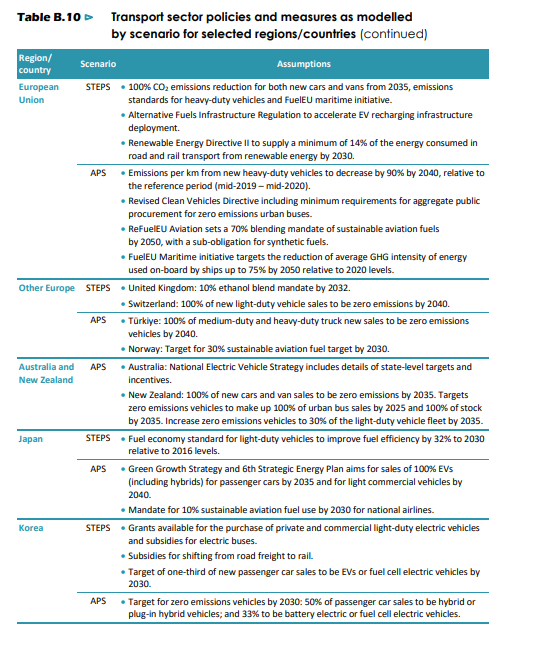 Table B.10 ▷ Transport sector policies and measures as modelled
by scenario for selected regions/countries (continued)
Region/
country
Scenario
Assumptions
European
Union
STEPS
• 100% CO₂ emissions reduction for both new cars and vans from 2035, emissions
standards for heavy-duty vehicles and FuelEU maritime initiative.
• Alternative Fuels Infrastructure Regulation to accelerate EV recharging infrastructure
deployment.
• Renewable Energy Directive II to supply a minimum of 14% of the energy consumed in
road and rail transport from renewable energy by 2030.
APS
• Emissions per km from new heavy-duty vehicles to decrease by 90% by 2040, relative to
the reference period (mid-2019 – mid-2020).
• Revised Clean Vehicles Directive including minimum requirements for aggregate public
procurement for zero emissions urban buses.
• ReFuelEU Aviation sets a 70% blending mandate of sustainable aviation fuels
by 2050, with a sub-obligation for synthetic fuels.
• FuelEU Maritime initiative targets the reduction of average GHG intensity of energy
used on-board by ships up to 75% by 2050 relative to 2020 levels.
Other Europe
STEPS
• United Kingdom: 10% ethanol blend mandate by 2032.
• Switzerland: 100% of new light-duty vehicle sales to be zero emissions by 2040.
APS
• Türkiye: 100% of medium-duty and heavy-duty truck new sales to be zero emissions
vehicles by 2040.
• Norway: Target for 30% sustainable aviation fuel target by 2030.
Australia and
New Zealand
APS
• Australia: National Electric Vehicle Strategy includes details of state-level targets and
incentives.
• New Zealand: 100% of new cars and van sales to be zero emissions by 2035. Targets
zero emissions vehicles to make up 100% of urban bus sales by 2025 and 100% of stock
by 2035. Increase zero emissions vehicles to 30% of the light-duty vehicle fleet by 2035.
Japan
STEPS
• Fuel economy standard for light-duty vehicles to improve fuel efficiency by 32% to 2030
relative to 2016 levels.
APS
• Green Growth Strategy and 6th Strategic Energy Plan aims for sales of 100% EVs
(including hybrids) for passenger cars by 2035 and for light commercial vehicles by
2040.
• Mandate for 10% sustainable aviation fuel use by 2030 for national airlines.
Korea
STEPS
• Grants available for the purchase of private and commercial light-duty electric vehicles
and subsidies for electric buses.
• Subsidies for shifting from road freight to rail.
• Target of one-third of new passenger car sales to be EVs or fuel cell electric vehicles by
2030.
APS
• Target for zero emissions vehicles by 2030: 50% of passenger car sales to be hybrid or
plug-in hybrid vehicles; and 33% to be battery electric or fuel cell electric vehicles.